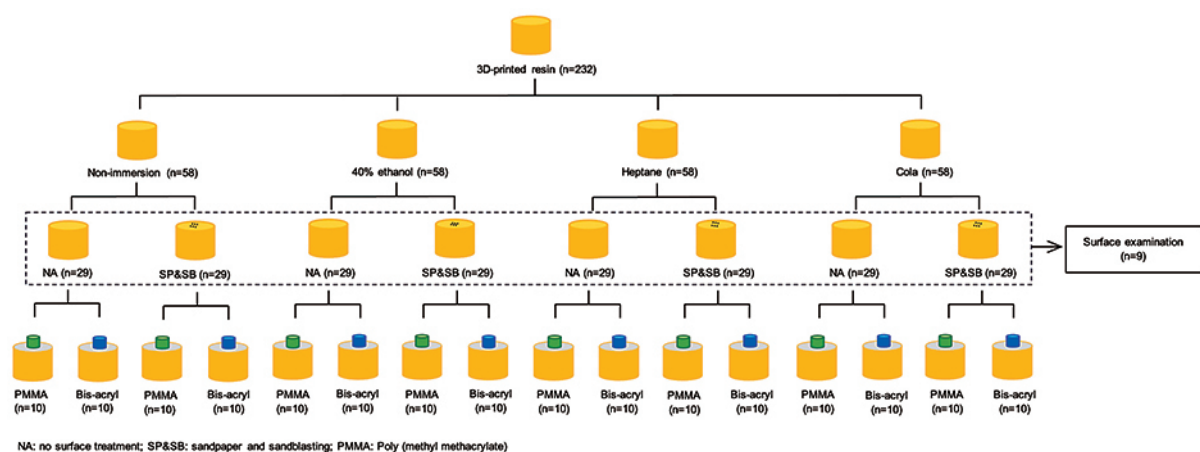 3D-printed resin (n=232)
Non-immersion (n=58)
40% ethanol (n=58)
Heptane (n=58)
Cola (n=58)
NA (n=29)
SP&SB (n=29)
NA (n=29)
SP&SB (n=29)
NA (n=29)
SP&SB (n=29)
NA (n=29)
SP&SB (n=29)
Surface examination
(n=9)
PMMA
(n=10)
Bis-acryl
(n=10)
PMMA
(n=10)
Bis-acryl
(n=10)
PMMA
(n=10)
Bis-acryl
(n=10)
PMMA
(n=10)
Bis-acryl
(n=10)
PMMA
(n=10)
Bis-acryl
(n=10)
PMMA
(n=10)
Bis-acryl
(n=10)
PMMA
(n=10)
Bis-acryl
(n=10)
PMMA
(n=10)
Bis-acryl
(n=10)
NA: no surface treatment; SP&SB: sandpaper and sandblasting; PMMA: Poly (methyl methacrylate)